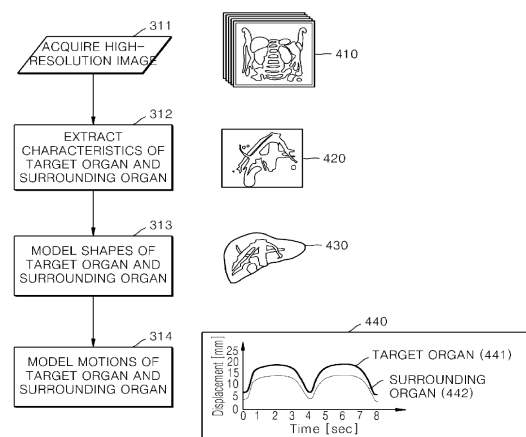 311
ACQUIRE HIGH-
RESOLUTION IMAGE
410
312
EXTRACT
CHARACTERISTICS OF
TARGET ORGAN AND
SURROUNDING ORGAN
420
313
MODEL SHAPES OF
TARGET ORGAN AND
SURROUNDING ORGAN
430
314
MODEL MOTIONS OF
TARGET ORGAN AND
SURROUNDING ORGAN
440
Displacement [mm]
25
20
15
10
5
0
0 1 2 3 4 5 6 7 8
Time [sec]
TARGET ORGAN (441)
SURROUNDING
ORGAN (442)